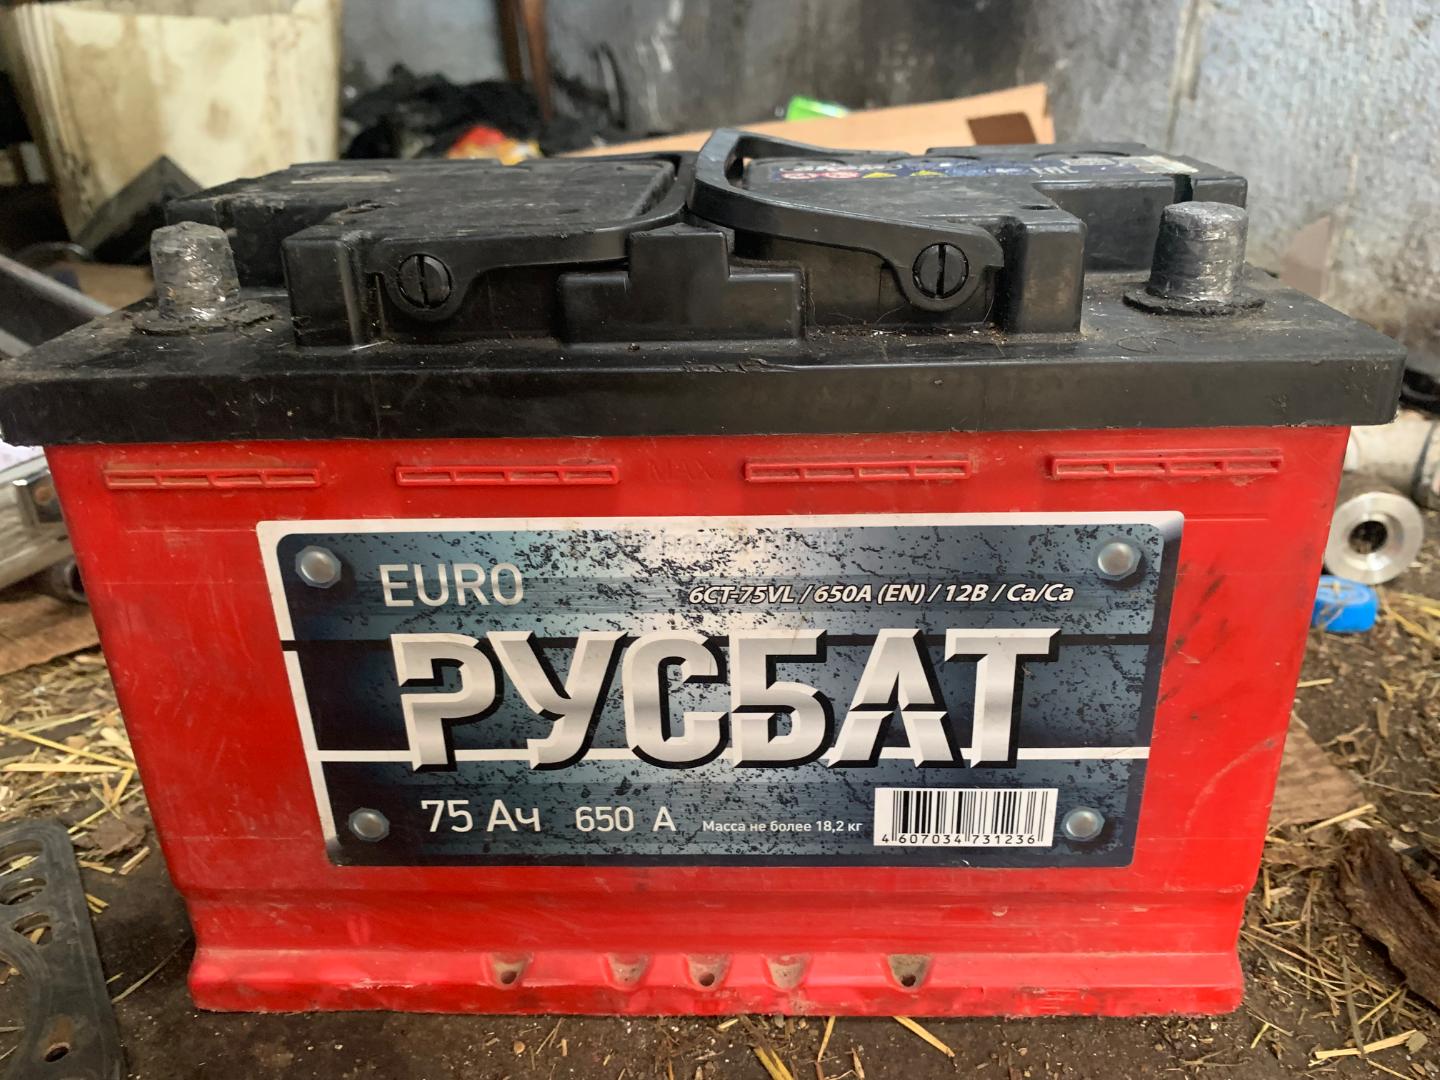 MAX
EURO
6СТ-75VL / 650A (EN) / 12В / Ca/Ca
РУСБАТ
75 Ач 650 А Масса не более 18,2 кг
4 607034 731236